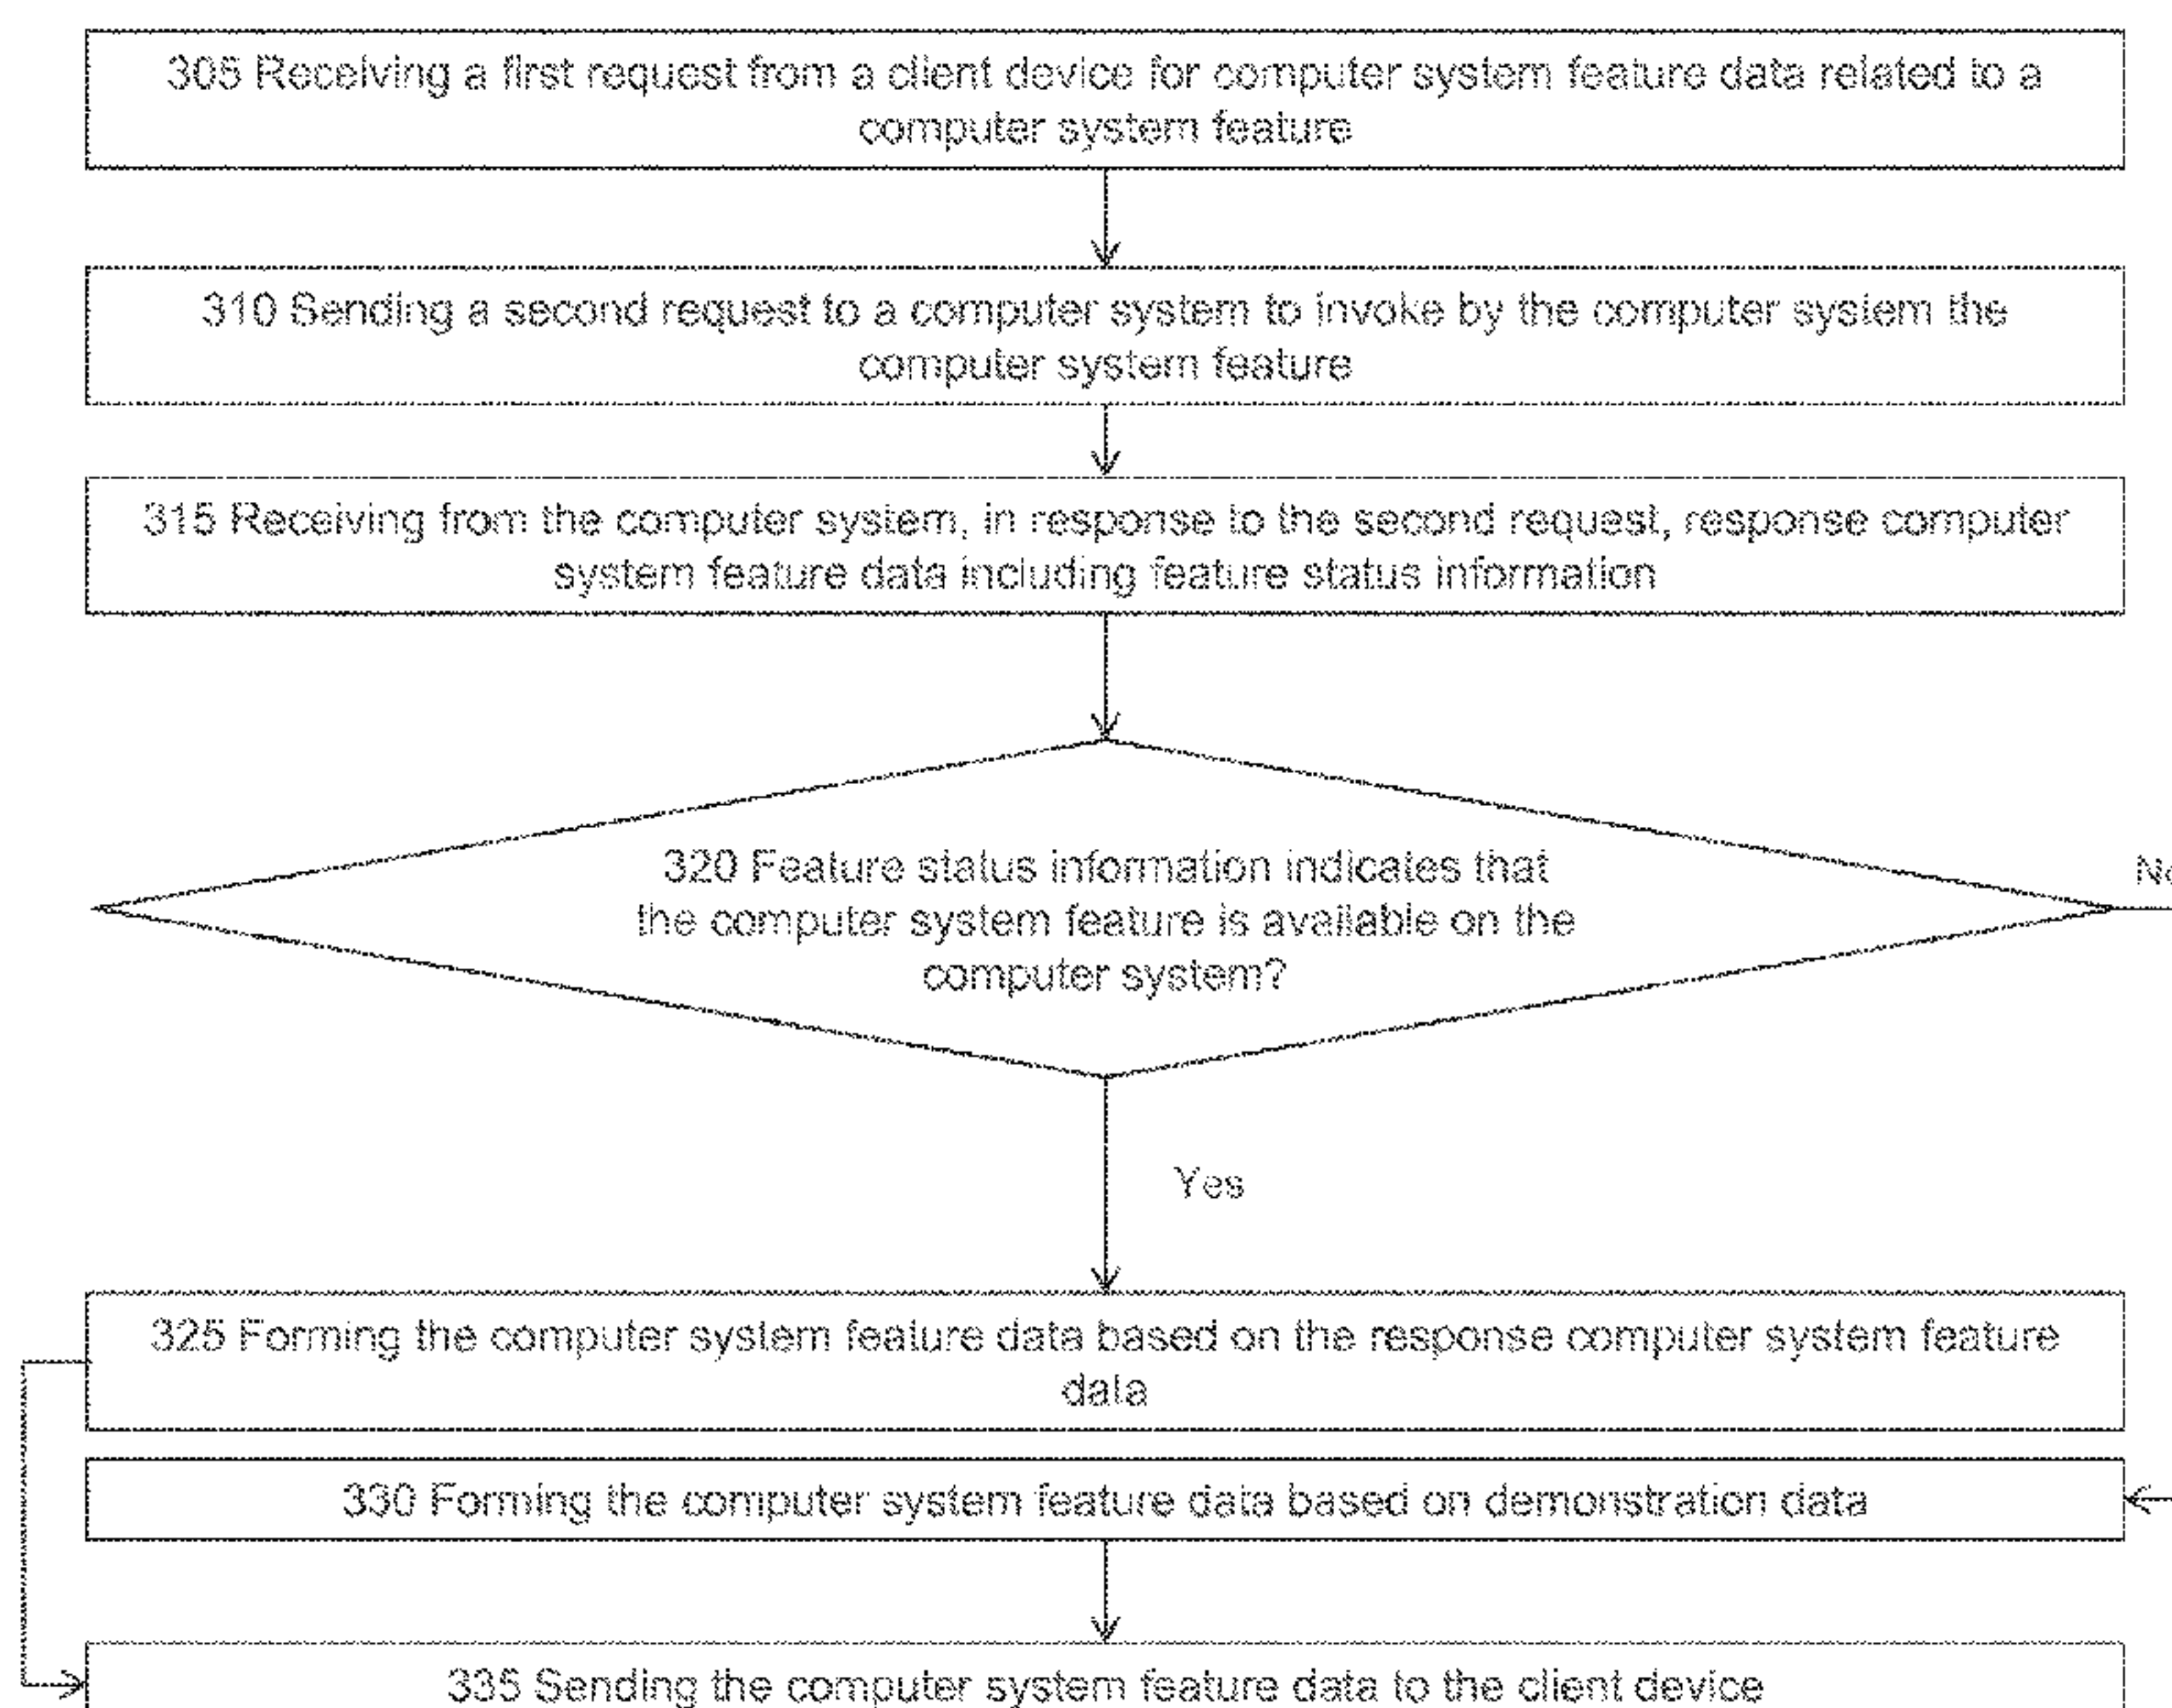 305 Receiving a first request from a client device for computer system feature data related to a
computer system feature
310 Sending a second request to a computer system to invoke by the computer system the
computer system feature
315 Receiving from the computer system, in response to the second request, response computer
system feature data including feature status information
320 Feature status information indicates that
the computer system feature is available on the
computer system?
No
Yes
325 Forming the computer system feature data based on the response computer system feature
data
330 Forming the computer system feature data based on demonstration data
335 Sending the computer system feature data to the client device